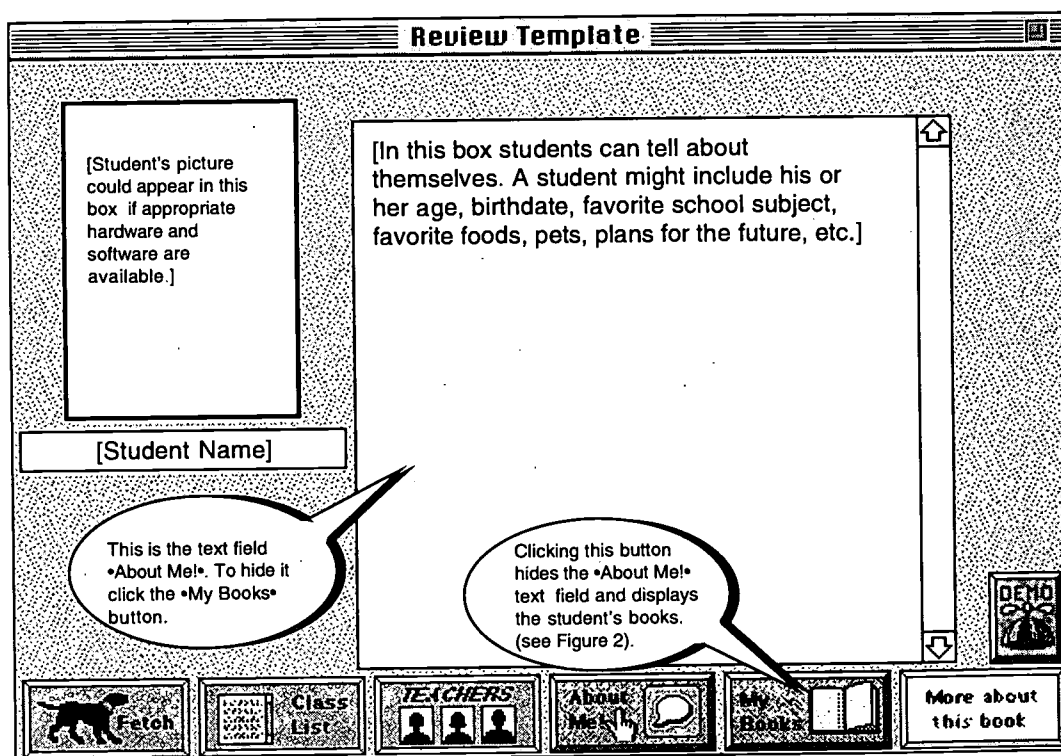 Review Template
[Student's picture
could appear in this
box if appropriate
hardware and
software are
available.]
[In this box students can tell about
themselves. A student might include his or
her age, birthdate, favorite school subject,
favorite foods, pets, plans for the future, etc.]
[Student Name]
This is the text field
•About Me!•. To hide it
click the •My Books•
button.
Clicking this button
hides the •About Me!•
text field and displays
the student's books.
(see Figure 2).
DEMO
Fetch
Class
List
TEACHERS
About
Me!
My
Books
More about
this book